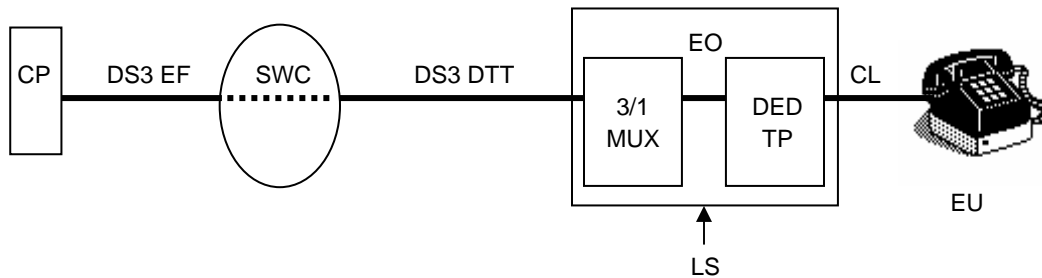 EO
CP
DS3 EF
SWC
DS3 DTT
CL
3/1
MUX
DED
TP
EU
LS